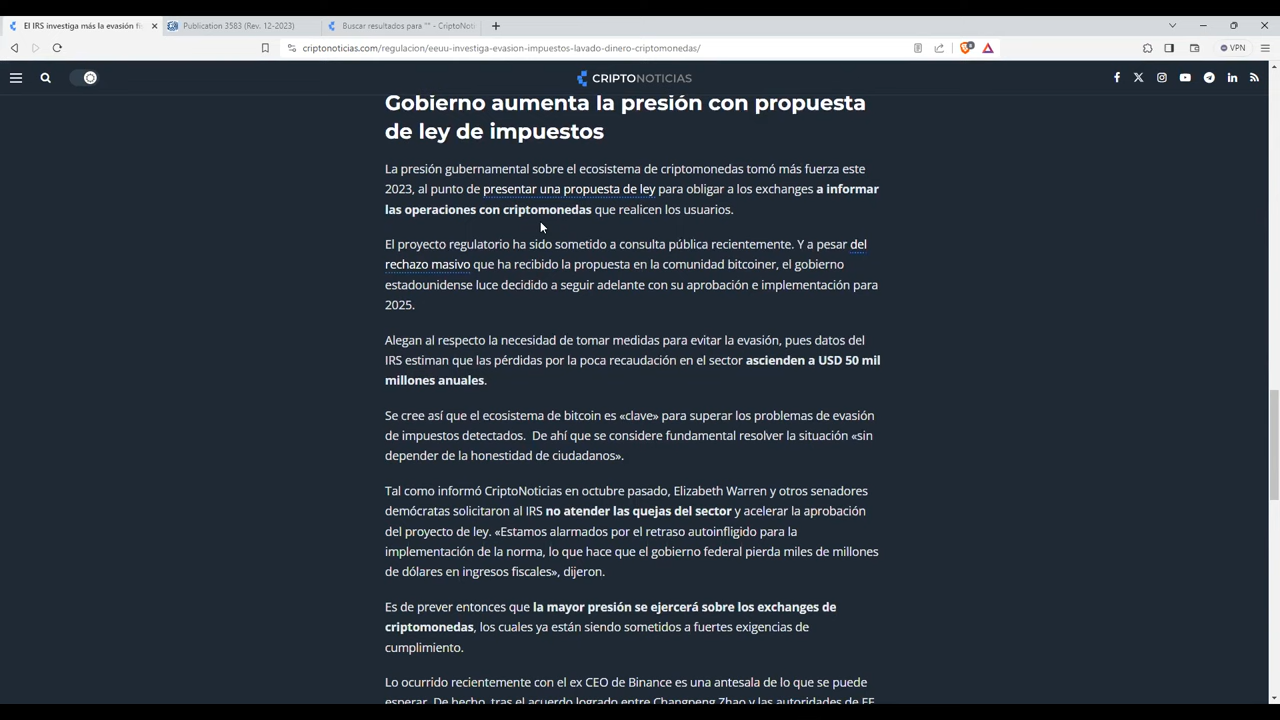 El IRS investiga más la evasión fi
Publication 3583 (Rev. 12-2023)
Buscar resultados para "" - CriptoNoti
criptonoticias.com/regulacion/eeuu-investiga-evasion-impuestos-lavado-dinero-criptomonedas/
VPN
CRIPTONOTICIAS
Gobierno aumenta la presión con propuesta
de ley de impuestos
La presión gubernamental sobre el ecosistema de criptomonedas tomó más fuerza este
2023, al punto de presentar una propuesta de ley para obligar a los exchanges a informar
las operaciones con criptomonedas que realicen los usuarios.
El proyecto regulatorio ha sido sometido a consulta pública recientemente. Y a pesar del
rechazo masivo que ha recibido la propuesta en la comunidad bitcoiner, el gobierno
estadounidense luce decidido a seguir adelante con su aprobación e implementación para
2025.
Alegan al respecto la necesidad de tomar medidas para evitar la evasión, pues datos del
IRS estiman que las pérdidas por la poca recaudación en el sector ascienden a USD 50 mil
millones anuales.
Se cree así que el ecosistema de bitcoin es «clave» para superar los problemas de evasión
de impuestos detectados. De ahí que se considere fundamental resolver la situación «sin
depender de la honestidad de ciudadanos».
Tal como informó CriptoNoticias en octubre pasado, Elizabeth Warren y otros senadores
demócratas solicitaron al IRS no atender las quejas del sector y acelerar la aprobación
del proyecto de ley. «Estamos alarmados por el retraso autoinfligido para la
implementación de la norma, lo que hace que el gobierno federal pierda miles de millones
de dólares en ingresos fiscales», dijeron.
Es de prever entonces que la mayor presión se ejercerá sobre los exchanges de
criptomonedas, los cuales ya están siendo sometidos a fuertes exigencias de
cumplimiento.
Lo ocurrido recientemente con el ex CEO de Binance es una antesala de lo que se puede
esperar. De hecho, tras el acuerdo logrado entre Changpeng Zhao y las autoridades de EE